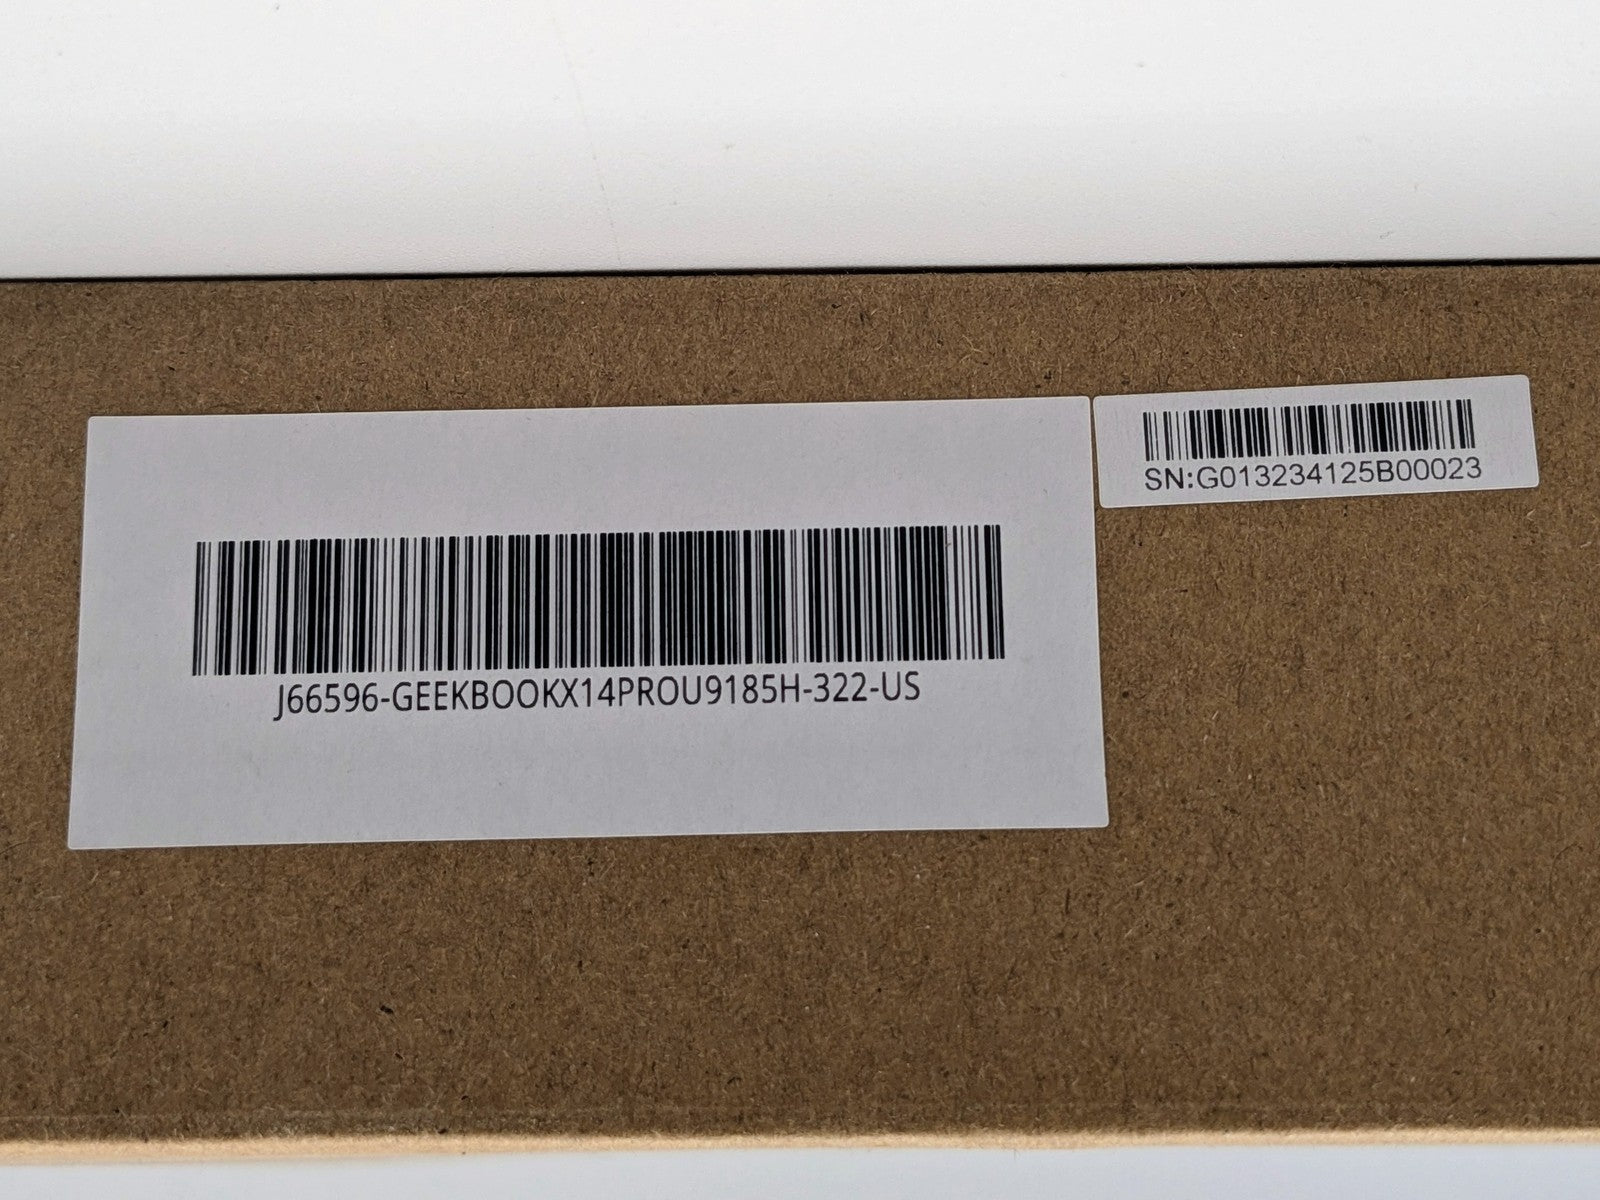 J66596-GEEKBOOKX14PROU9185H-322-US
SN:G013234125B00023